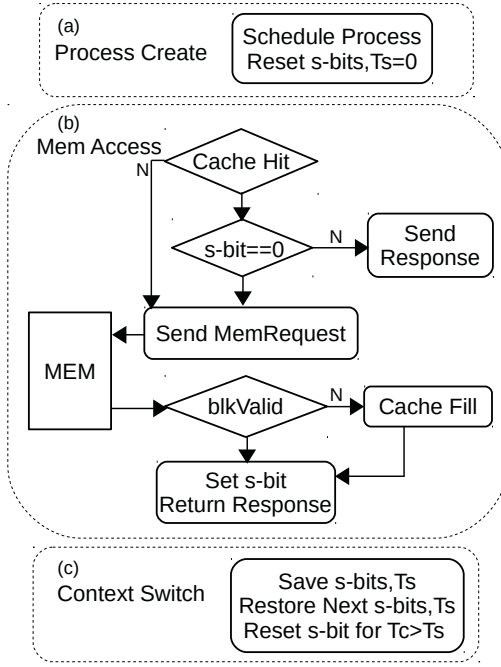 (a)
Process Create
Schedule Process
Reset s-bits,Ts=0
(b)
Mem Access
Cache Hit
N
s-bit==0
N
Send
Response
Send MemRequest
MEM
blkValid
N
Cache Fill
Set s-bit
Return Response
(c)
Context Switch
Save s-bits,Ts
Restore Next s-bits,Ts
Reset s-bit for Tc>Ts